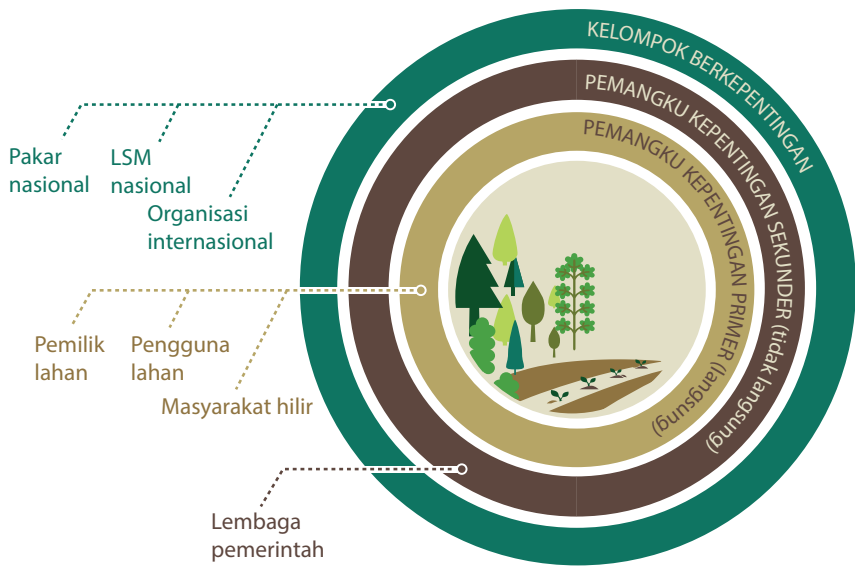 KELOMPOK BERKEPENTINGAN
PEMANGKU KEPENTINGAN SEKUNDER (tidak langsung)
PEMANGKU KEPENTINGAN PRIMER (langsung)
Pakar
nasional
LSM
nasional
Organisasi
internasional
Pemilik
lahan
Pengguna
lahan
Masyarakat hilir
Lembaga
pemerintah